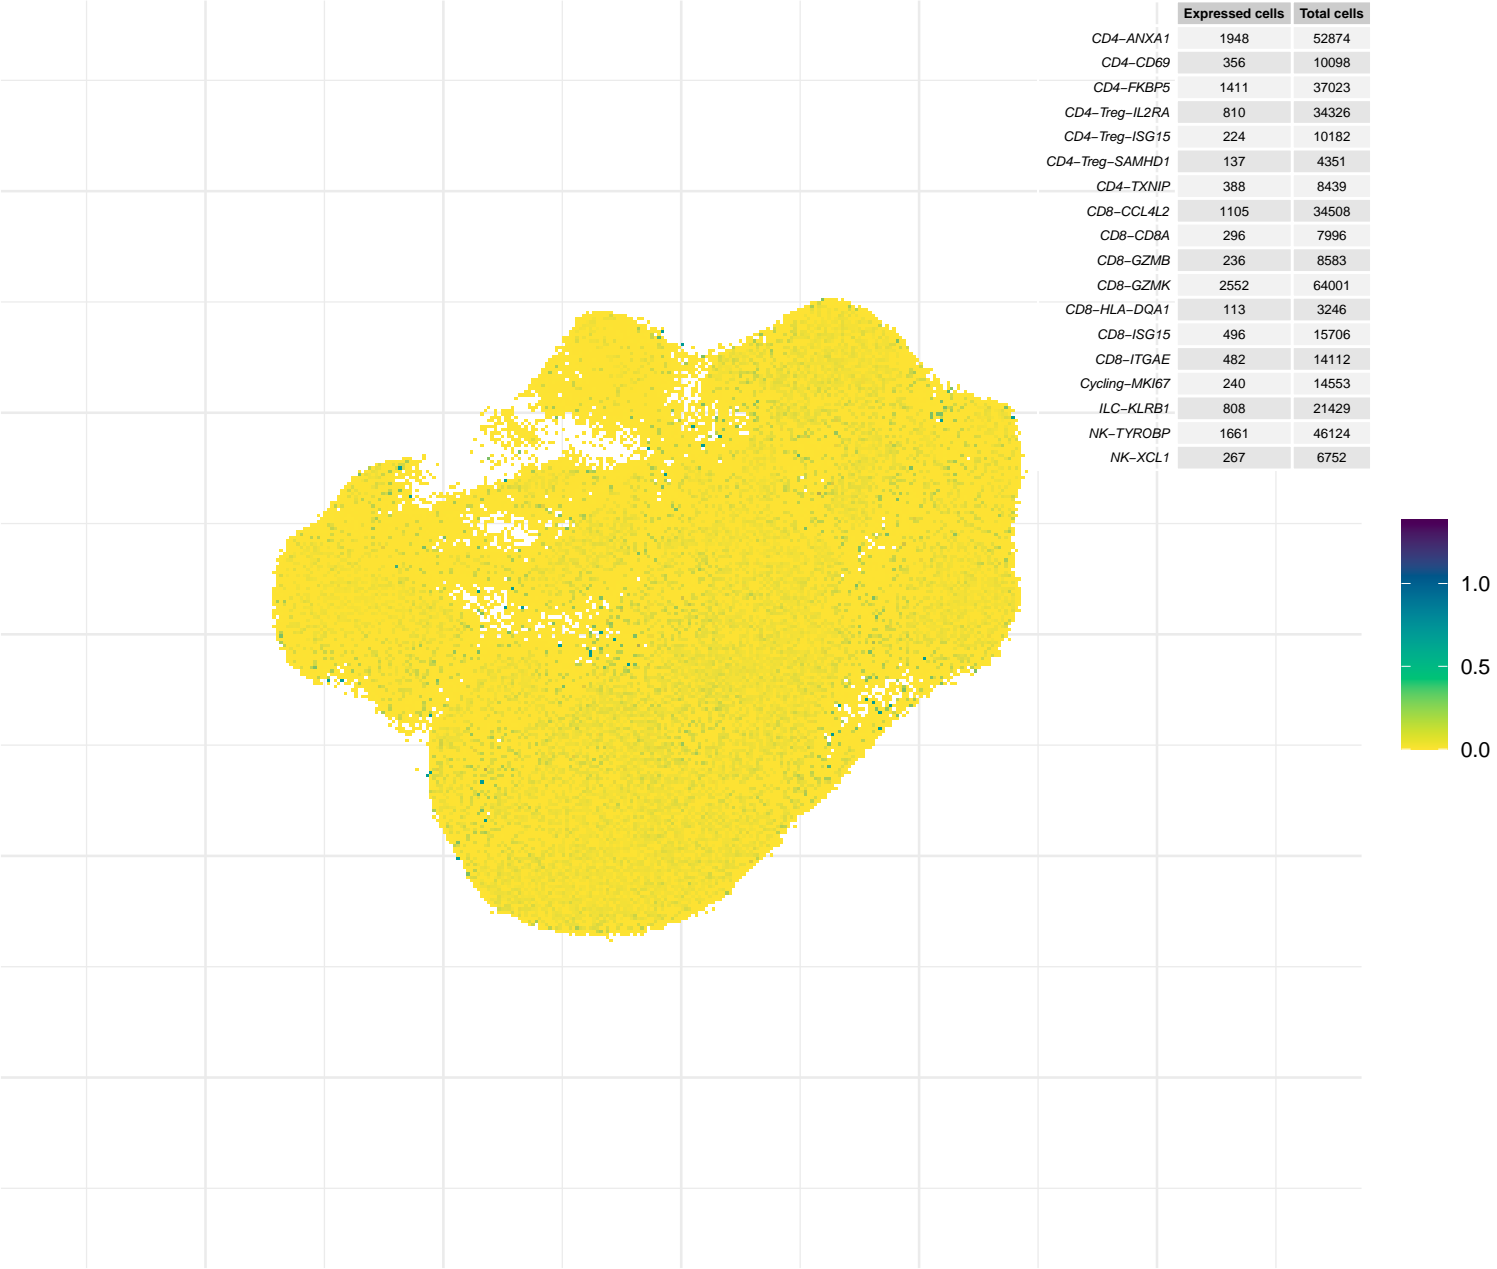 Expressed cells Total cells
CD4−ANXA1 1948 52874
CD4−CD69 356 10098
CD4−FKBP5 1411 37023
CD4−Treg−IL2RA 810 34326
CD4−Treg−ISG15 224 10182
CD4−Treg−SAMHD1 137 4351
CD4−TXNIP 388 8439
CD8−CCL4L2 1105 34508
CD8−CD8A 296 7996
CD8−GZMB 236 8583
CD8−GZMK 2552 64001
CD8−HLA−DQA1 113 3246
CD8−ISG15 496 15706
CD8−ITGAE 482 14112
Cycling−MKI67 240 14553
ILC−KLRB1 808 21429
NK−TYROBP 1661 46124
NK−XCL1 267 6752
1.0
0.5
0.0